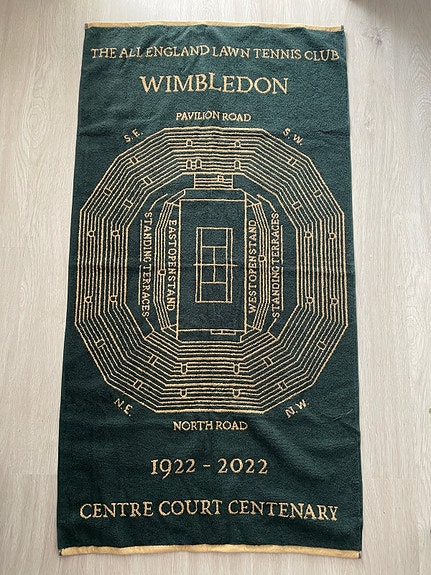 THE ALL ENGLAND LAWN TENNIS CLUB
WIMBLEDON
PAVILION ROAD
S.E.
S.W.
STANDING TERRACES
EAST OPEN STAND
WEST OPEN STAND
STANDING TERRACES
N.E.
N.W.
NORTH ROAD
1922 - 2022
CENTRE COURT CENTENARY